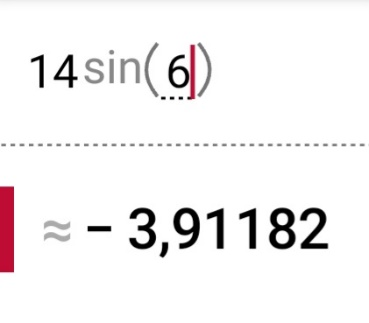 14sin(6)
≈ – 3,91182